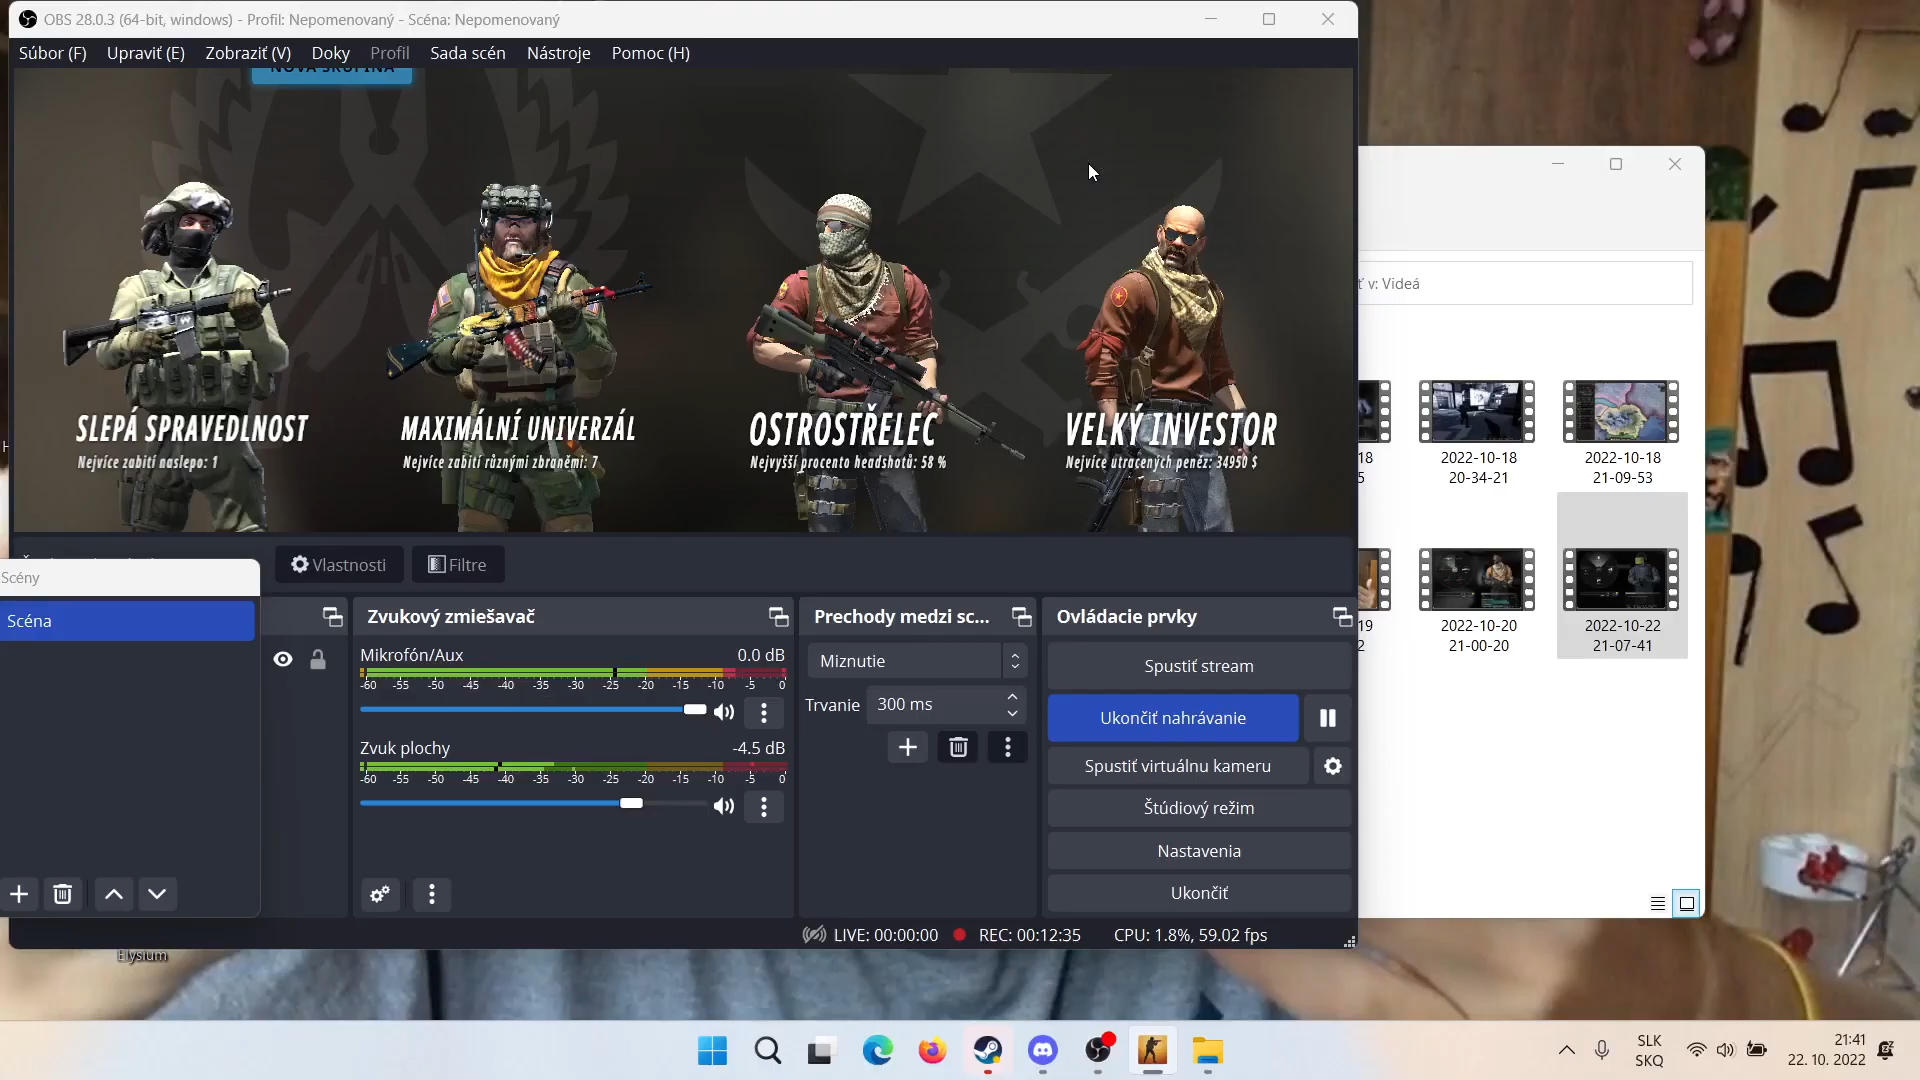 OBS 28.0.3 (64-bit, windows) - Profil: Nepomenovaný - Scéna: Nepomenovaný
Súbor (F) Upraviť (E) Zobraziť (V) Doky Profil Sada scén Nástroje Pomoc (H)
NOVÁ SKUPINA
SLEPÁ SPRAVEDLNOST
Nejvíce zabití naslepo: 1
MAXIMÁLNÍ UNIVERZÁL
Nejvíce zabití různými zbraněmi: 7
OSTROSTŘELEC
Nejvyšší procento headshotů: 58 %
VELKÝ INVESTOR
Nejvíce utracených peněz: 34950 $
ť v: Videá
18
5
2022-10-18
20-34-21
2022-10-18
21-09-53
19
2
2022-10-20
21-00-20
2022-10-22
21-07-41
Vlastnosti
Filtre
Scény
Scéna
Zvukový zmiešavač
Mikrofón/Aux 0.0 dB
-60 -55 -50 -45 -40 -35 -30 -25 -20 -15 -10 -5 0
Zvuk plochy -4.5 dB
-60 -55 -50 -45 -40 -35 -30 -25 -20 -15 -10 -5 0
Prechody medzi sc...
Miznutie
Trvanie 300 ms
Ovládacie prvky
Spustiť stream
Ukončiť nahrávanie
Spustiť virtuálnu kameru
Štúdiový režim
Nastavenia
Ukončiť
LIVE: 00:00:00 REC: 00:12:35 CPU: 1.8%, 59.02 fps
Elysium
SLK
SKQ
21:41
22. 10. 2022